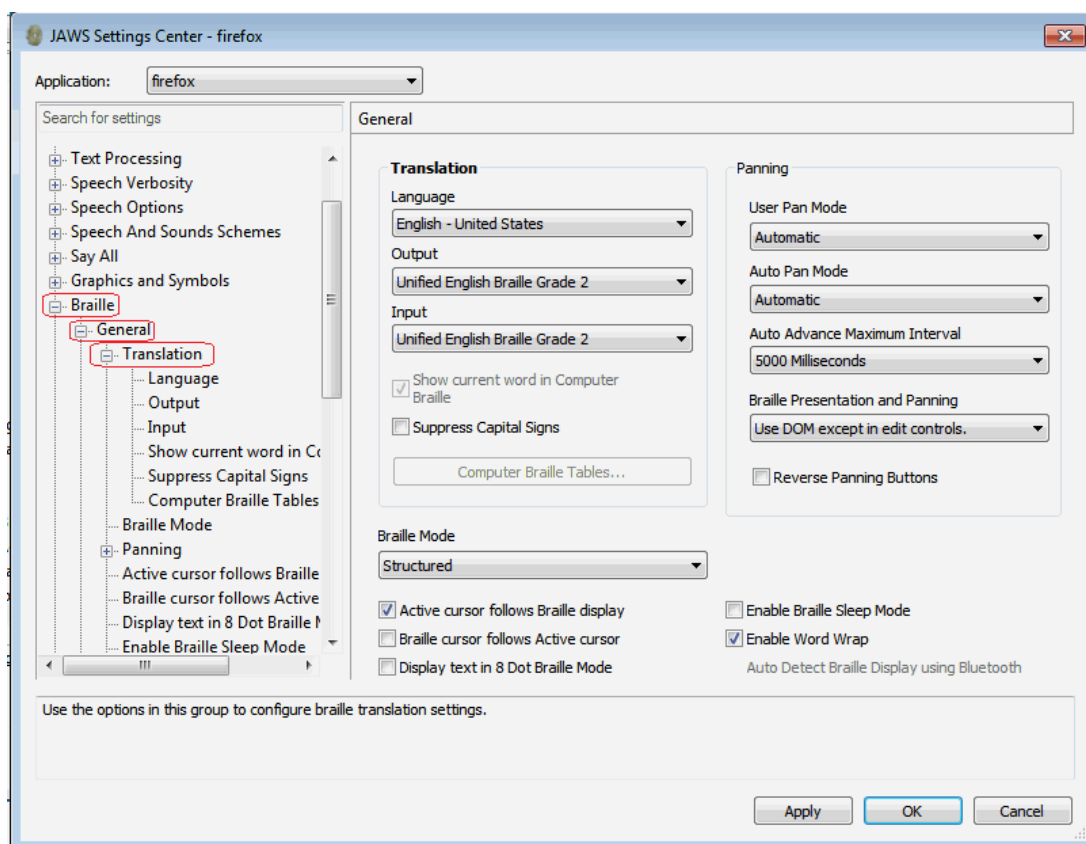 JAWS Settings Center - firefox
Application:
firefox
Search for settings
Text Processing
Speech Verbosity
Speech Options
Speech And Sounds Schemes
Say All
Graphics and Symbols
Braille
General
Translation
Language
Output
Input
Show current word in Co
Suppress Capital Signs
Computer Braille Tables
Braille Mode
Panning
Active cursor follows Braille
Braille cursor follows Active
Display text in 8 Dot Braille M
Enable Braille Sleep Mode
General
Translation
Language
English - United States
Output
Unified English Braille Grade 2
Input
Unified English Braille Grade 2
Show current word in Computer
Braille
Suppress Capital Signs
Computer Braille Tables...
Panning
User Pan Mode
Automatic
Auto Pan Mode
Automatic
Auto Advance Maximum Interval
5000 Milliseconds
Braille Presentation and Panning
Use DOM except in edit controls.
Reverse Panning Buttons
Braille Mode
Structured
Active cursor follows Braille display
Braille cursor follows Active cursor
Display text in 8 Dot Braille Mode
Enable Braille Sleep Mode
Enable Word Wrap
Auto Detect Braille Display using Bluetooth
Use the options in this group to configure braille translation settings.
Apply
OK
Cancel